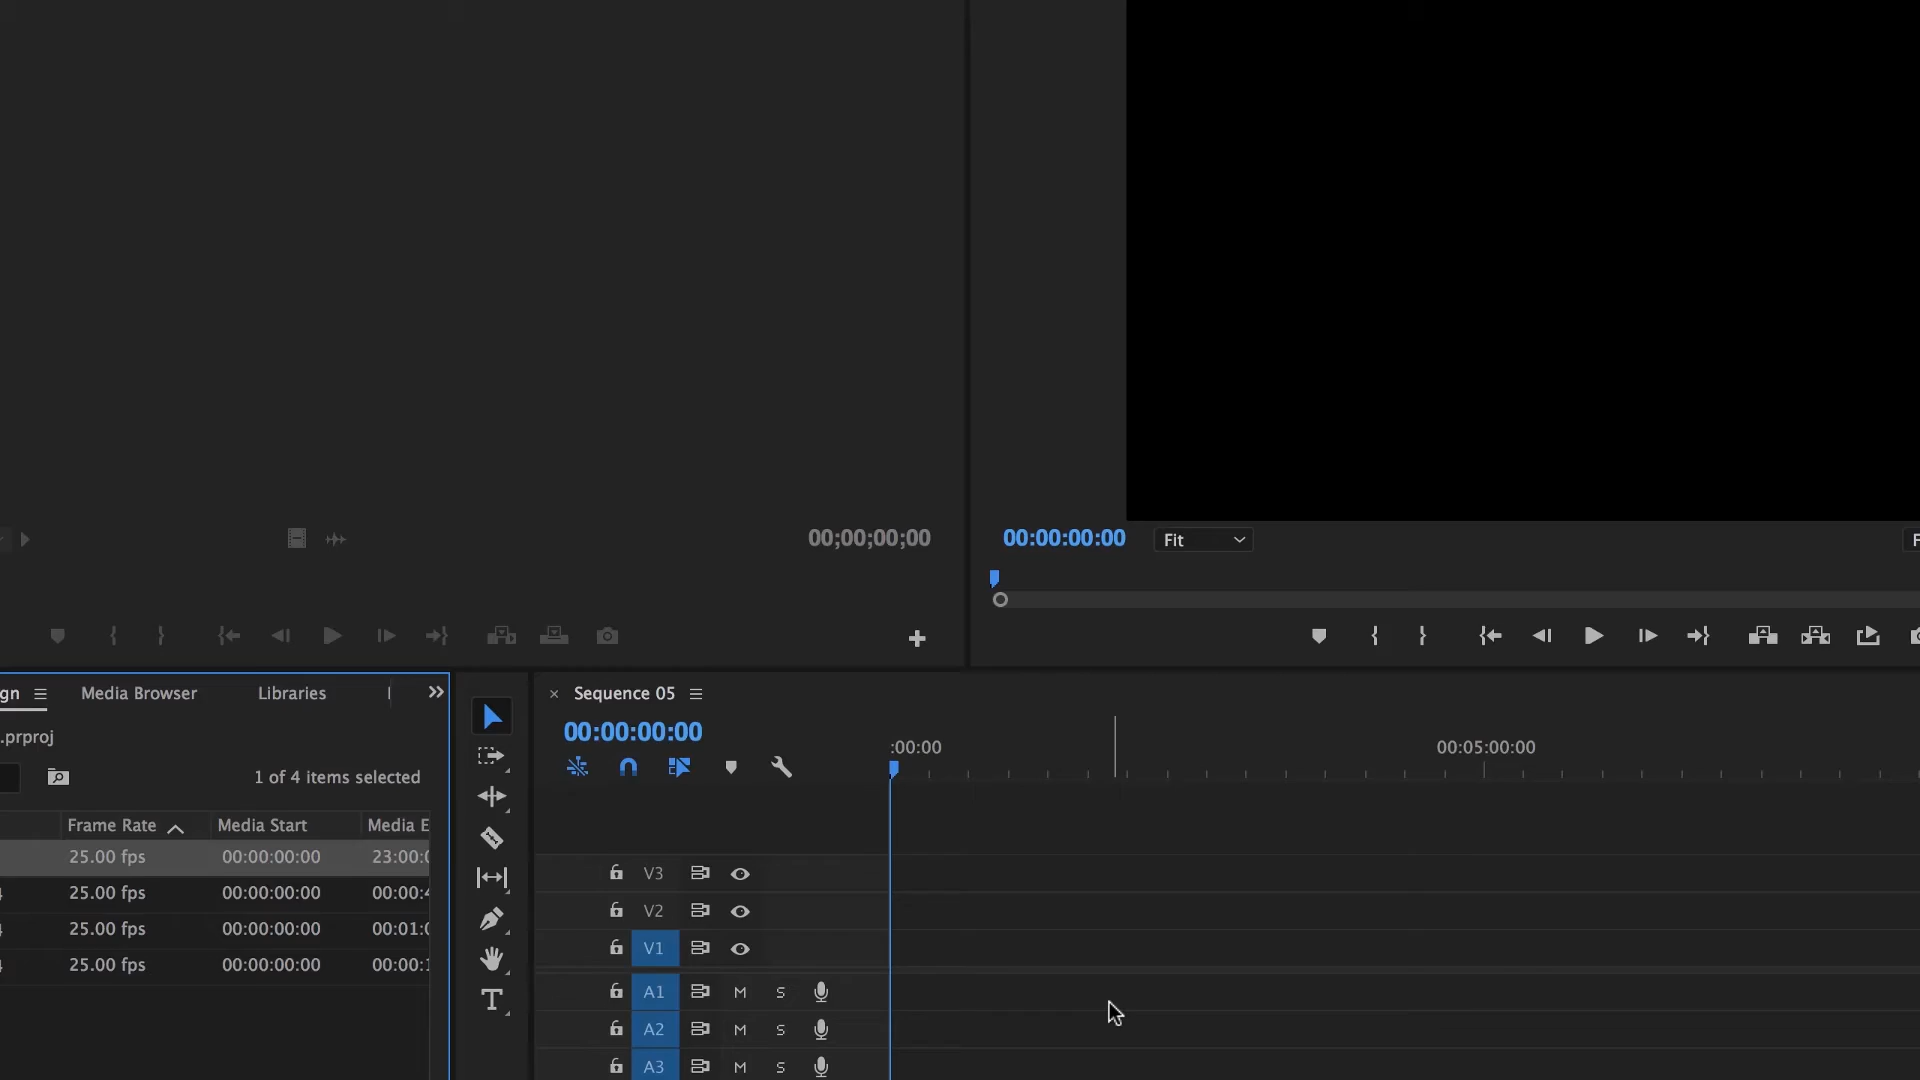 00;00;00;00
00:00:00:00 Fit
gn Media Browser Libraries
.prproj
1 of 4 items selected
Frame Rate Media Start Media E
25.00 fps 00:00:00:00 23:00:0
25.00 fps 00:00:00:00 00:00:4
25.00 fps 00:00:00:00 00:01:0
25.00 fps 00:00:00:00 00:00:1
× Sequence 05
00:00:00:00
:00:00 00:05:00:00
V3
V2
V1
A1 M S
A2 M S
A3 M S